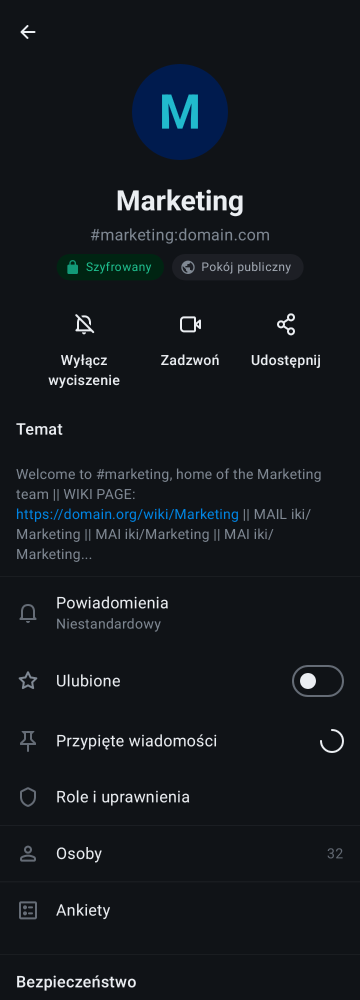 M
Marketing
#marketing:domain.com
Szyfrowany
Pokój publiczny
Wyłącz
wyciszenie
Zadzwoń
Udostępnij
Temat
Welcome to #marketing, home of the Marketing
team || WIKI PAGE:
https://domain.org/wiki/Marketing || MAIL iki/
Marketing || MAI iki/Marketing || MAI iki/
Marketing...
Powiadomienia
Niestandardowy
Ulubione
Przypięte wiadomości
Role i uprawnienia
Osoby 32
Ankiety
Bezpieczeństwo